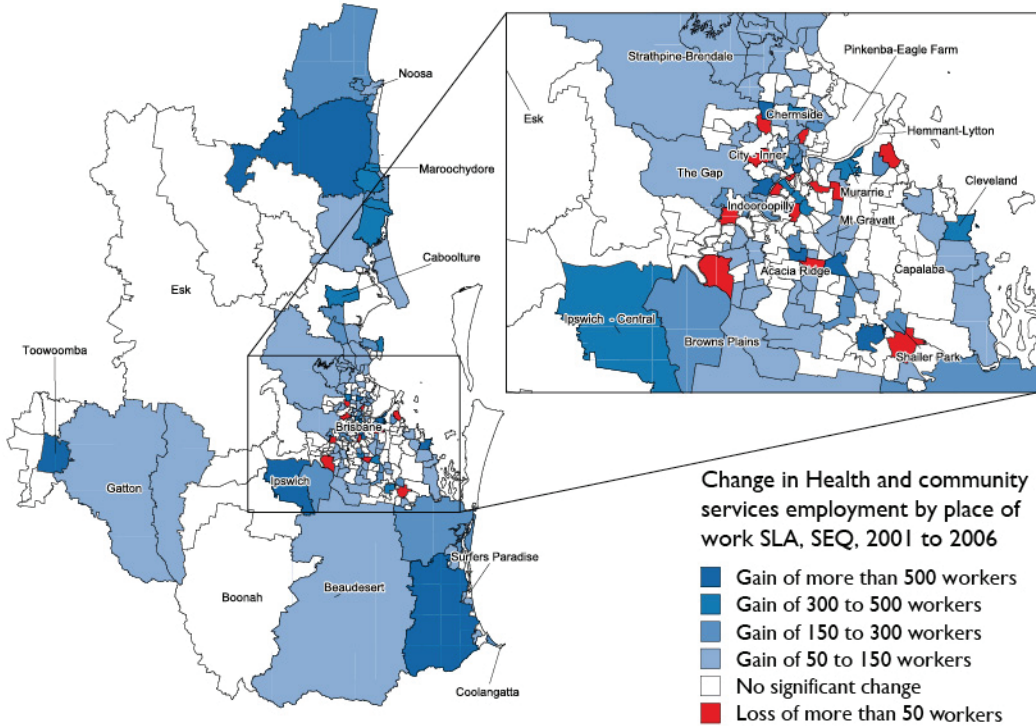 Noosa
Maroochydore
Caboolture
Esk
Toowoomba
Brisbane
Gatton
Ipswich
Surfers Paradise
Beaudesert
Boonah
Coolangatta
Strathpine-Brendale
Pinkenba-Eagle Farm
Esk
Chermside
Hemmant-Lytton
City - Inner
Cleveland
The Gap
Murarrie
Indooroopilly
Mt Gravatt
Acacia Ridge
Capalaba
Ipswich - Central
Browns Plains
Shailer Park
Change in Health and community
services employment by place of
work SLA, SEQ, 2001 to 2006
Gain of more than 500 workers
Gain of 300 to 500 workers
Gain of 150 to 300 workers
Gain of 50 to 150 workers
No significant change
Loss of more than 50 workers